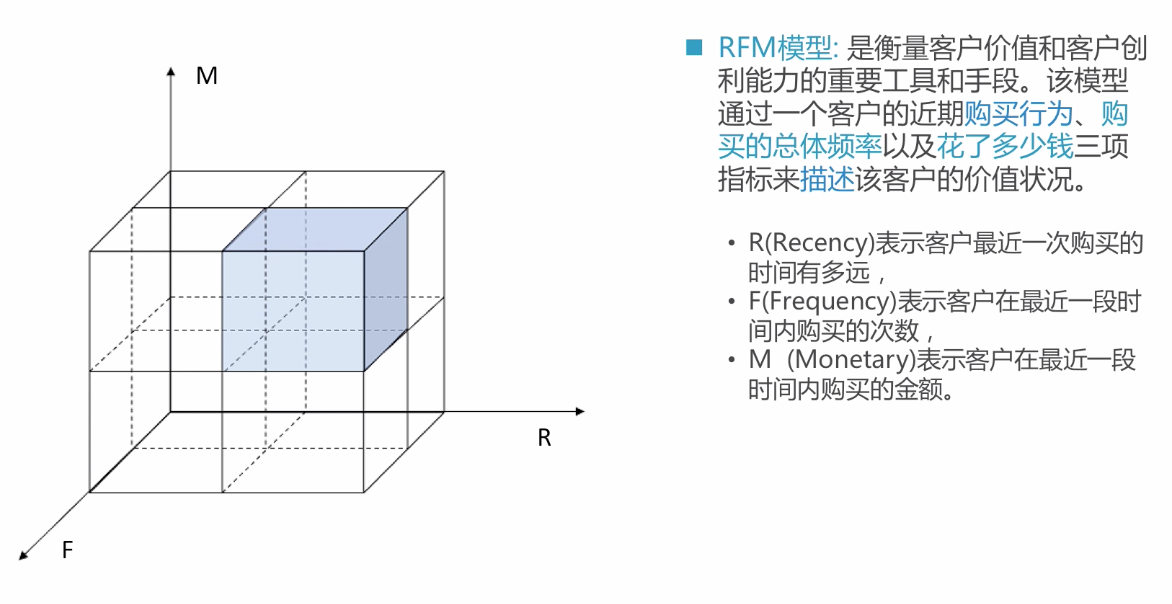 M
R
F
RFM模型: 是衡量客户价值和客户创
利能力的重要工具和手段。该模型
通过一个客户的近期购买行为、购
买的总体频率以及花了多少钱三项
指标来描述该客户的价值状况。
• R(Recency)表示客户最近一次购买的
时间有多远，
• F(Frequency)表示客户在最近一段时
间内购买的次数，
• M (Monetary)表示客户在最近一段
时间内购买的金额。